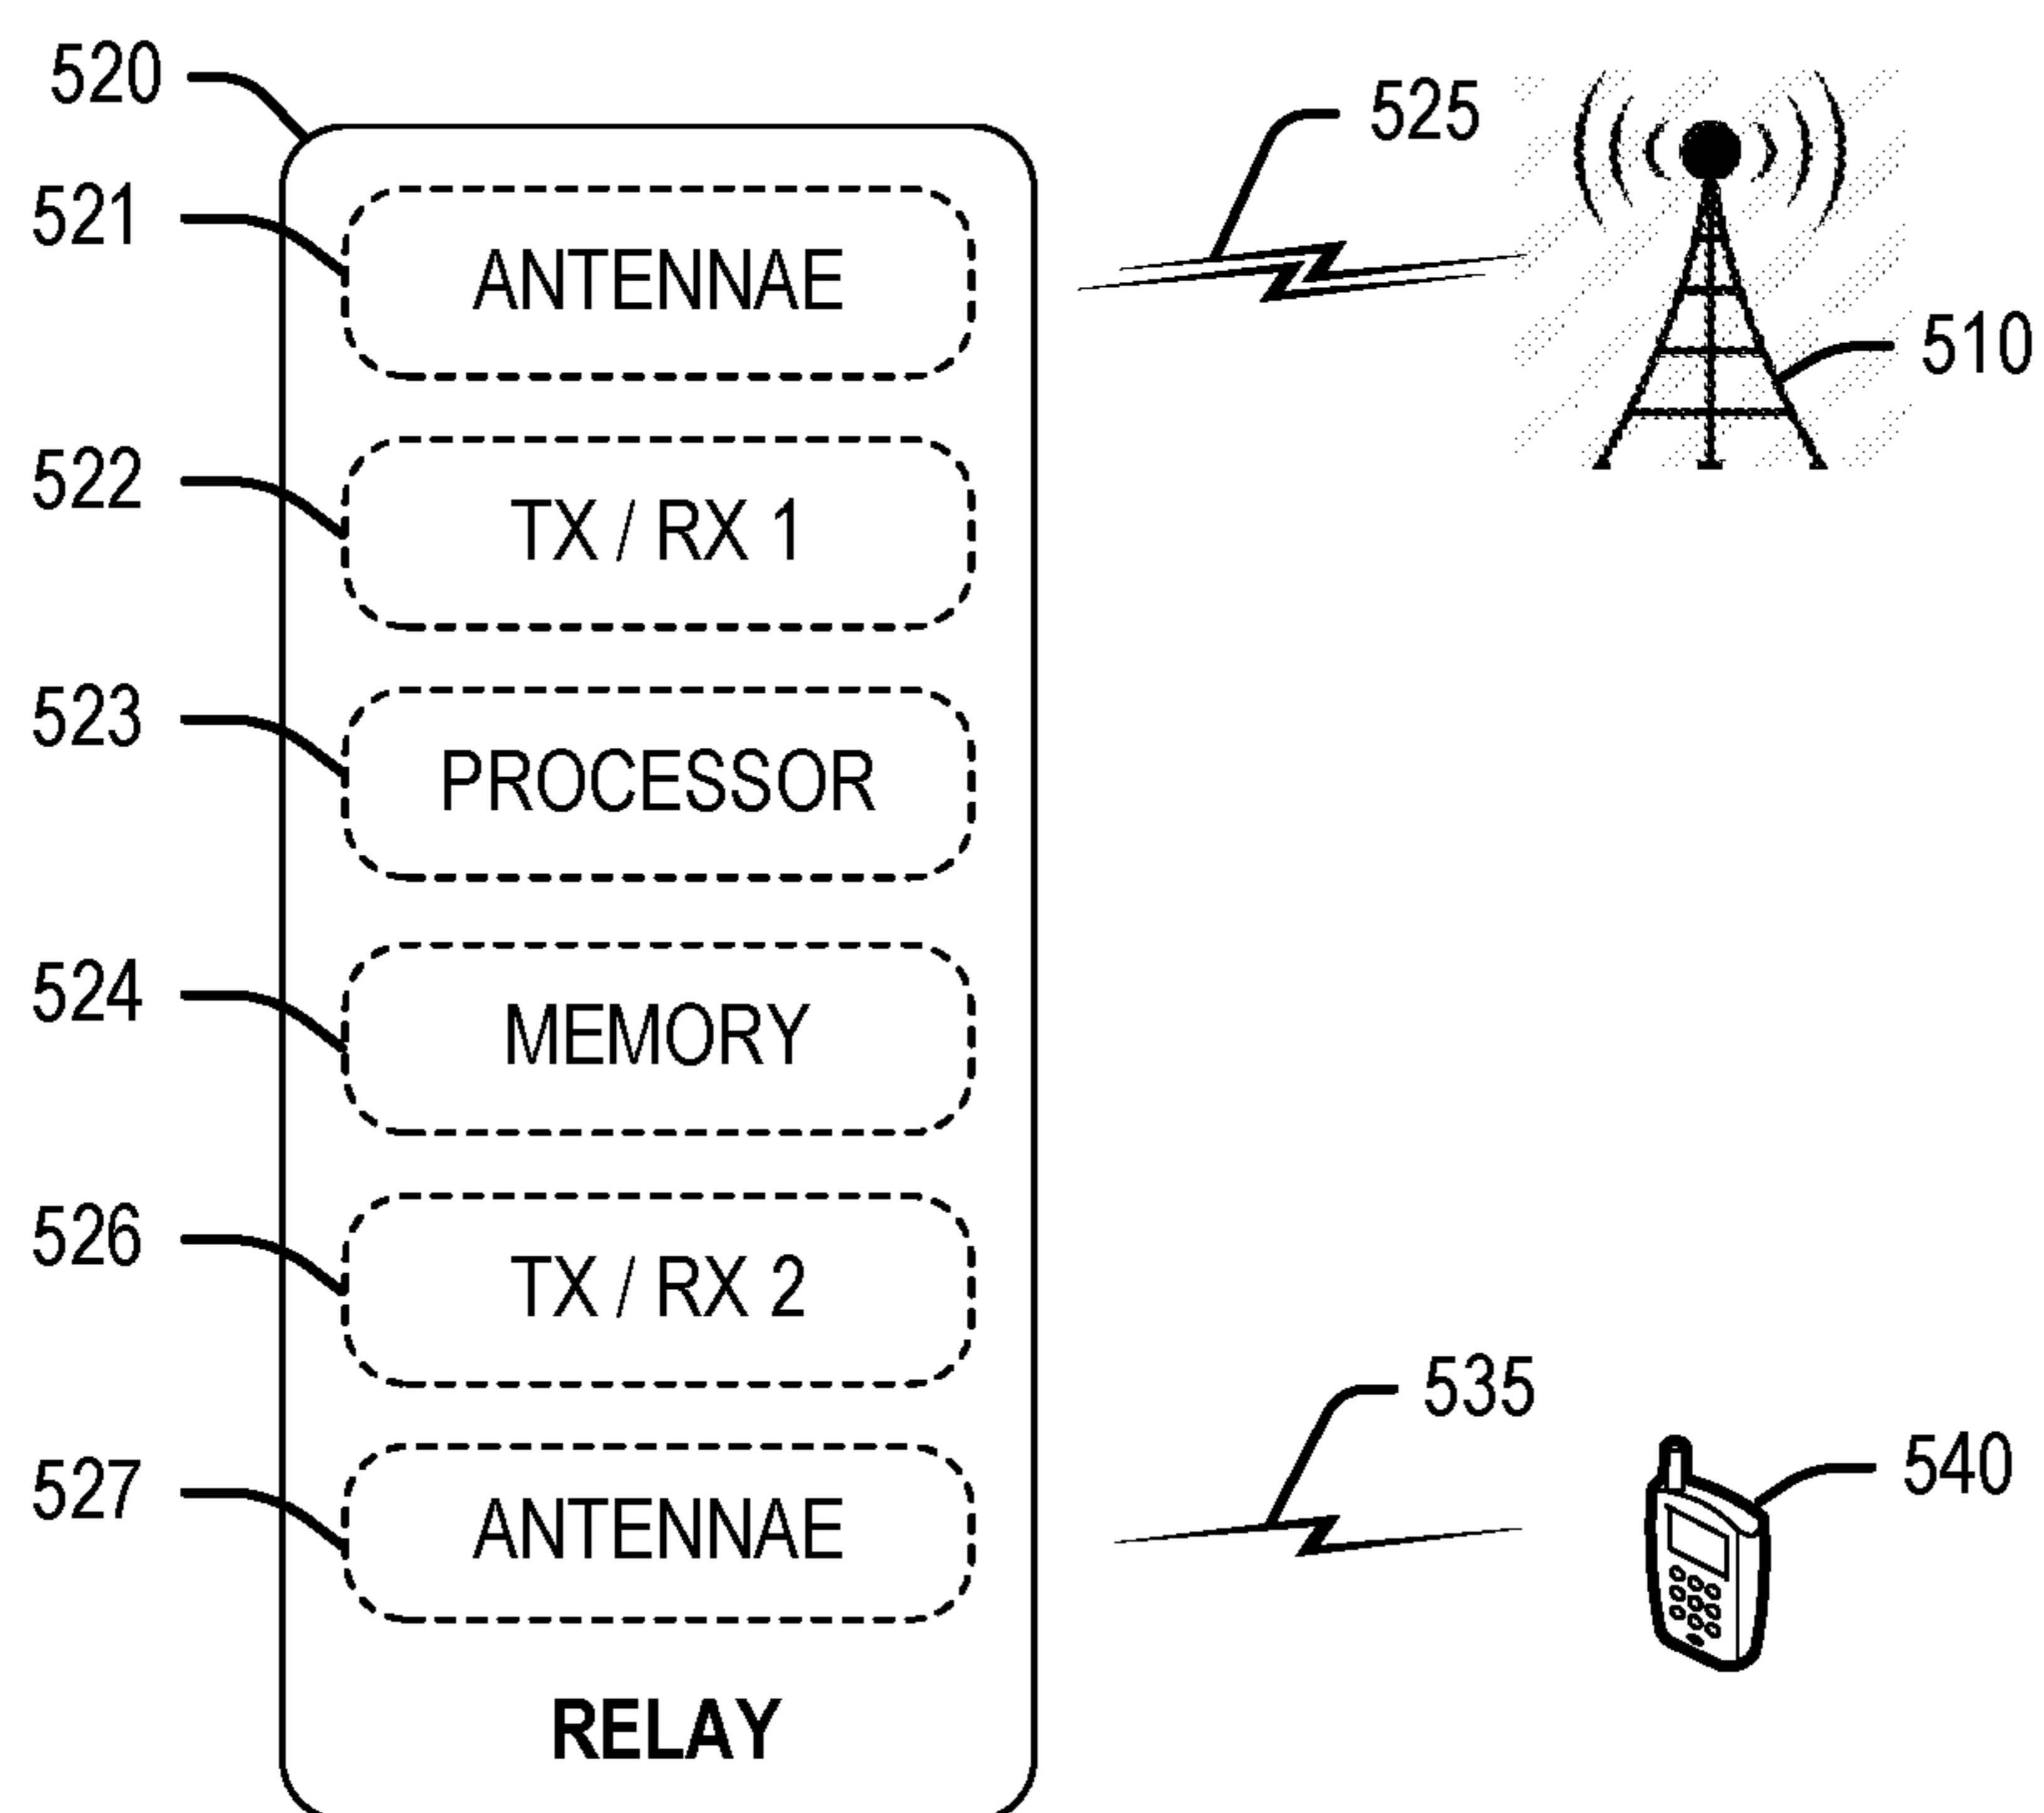 520
525
521
ANTENNAE
510
522
TX / RX 1
523
PROCESSOR
524
MEMORY
526
TX / RX 2
535
540
527
ANTENNAE
RELAY